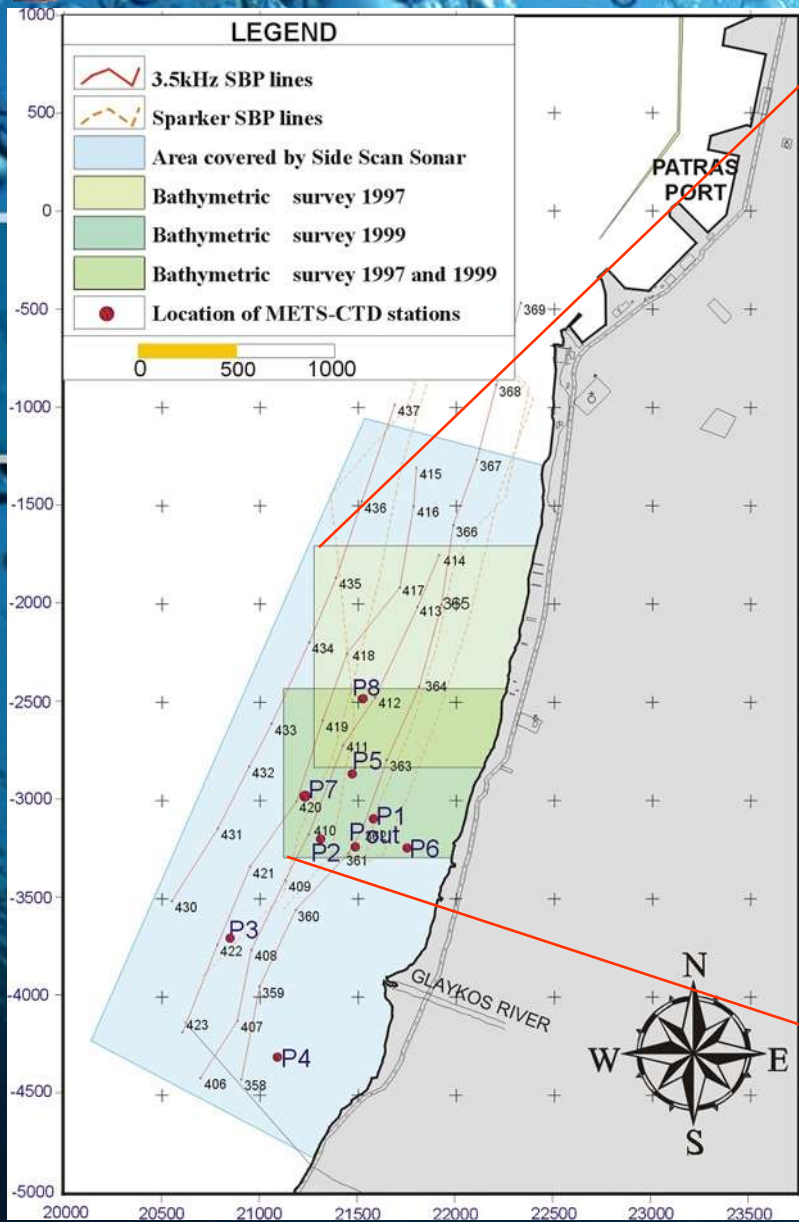 LEGEND
3.5kHz SBP lines
Sparker SBP lines
Area covered by Side Scan Sonar
Bathymetric survey 1997
Bathymetric survey 1999
Bathymetric survey 1997 and 1999
Location of METS-CTD stations
0 500 1000
1000
500
0
-500
-1000
-1500
-2000
-2500
-3000
-3500
-4000
-4500
-5000
20000 20500 21000 21500 22000 22500 23000 23500
PATRAS
PORT
369
368
437
367
415
436
416
366
414
435
417
413
365
434
418
364
P8
412
433
419
411
P5
363
432
P7
420
P1
431
410
Pout
362
P2
P6
361
421
409
430
360
P3
422
408
359
GLAYKOS RIVER
423
407
P4
406
358
N
W
E
S